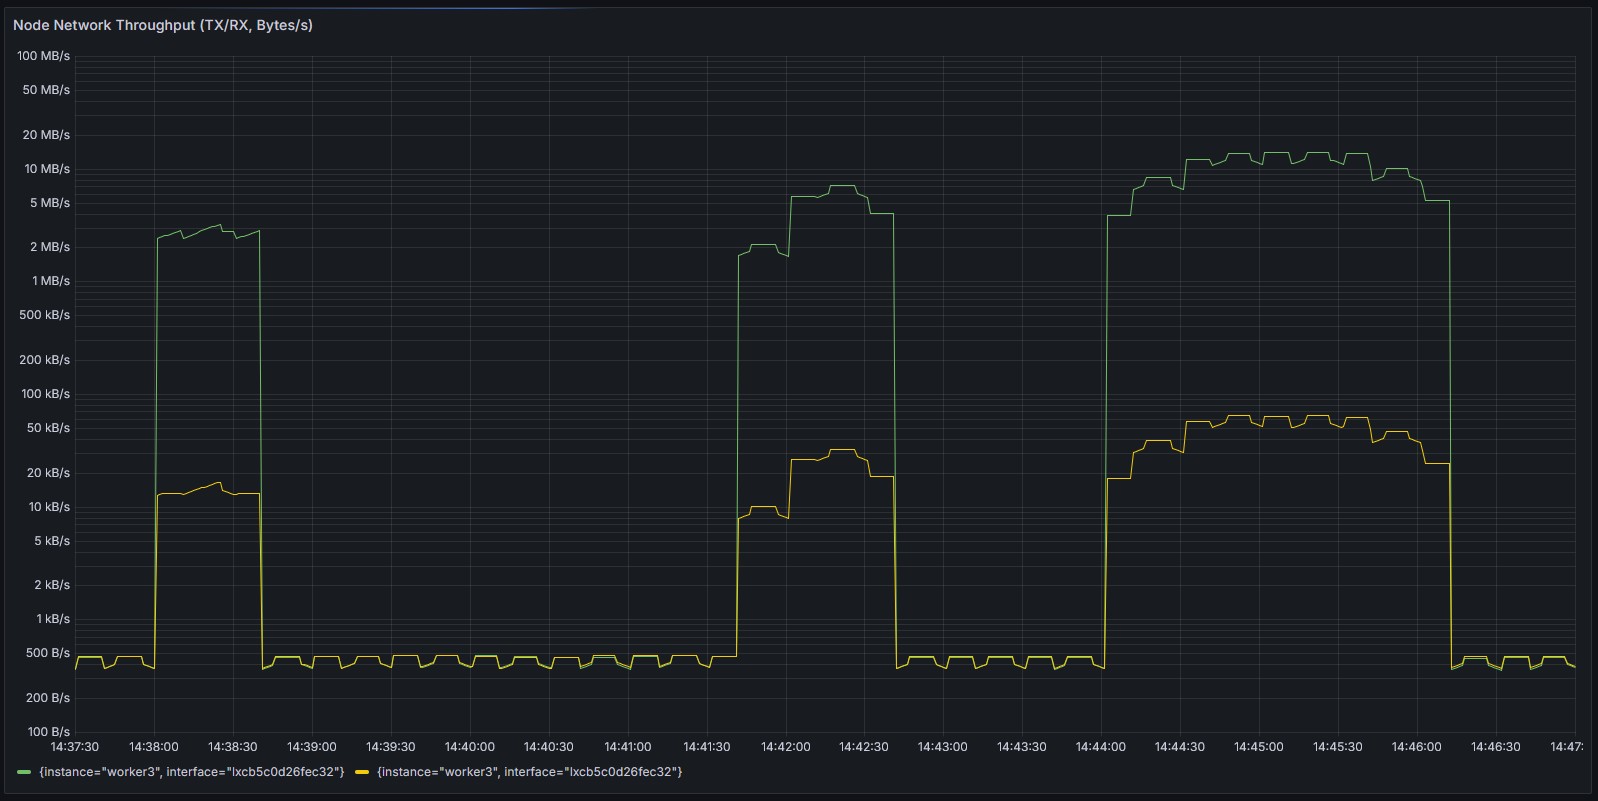 Node Network Throughput (TX/RX, Bytes/s)
100 MB/s
50 MB/s
20 MB/s
10 MB/s
5 MB/s
2 MB/s
1 MB/s
500 kB/s
200 kB/s
100 kB/s
50 kB/s
20 kB/s
10 kB/s
5 kB/s
2 kB/s
1 kB/s
500 B/s
200 B/s
100 B/s
14:37:30 14:38:00 14:38:30 14:39:00 14:39:30 14:40:00 14:40:30 14:41:00 14:41:30 14:42:00 14:42:30 14:43:00 14:43:30 14:44:00 14:44:30 14:45:00 14:45:30 14:46:00 14:46:30 14:47:
{instance="worker3", interface="lxcb5c0d26fec32"} {instance="worker3", interface="lxcb5c0d26fec32"}